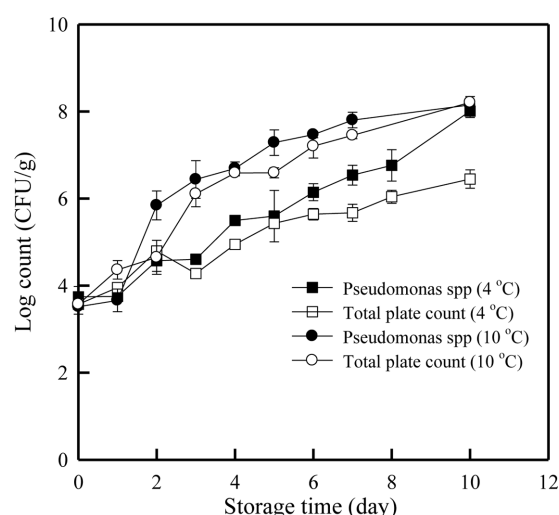 10
8
6
4
2
0
Log count (CFU/g)
Pseudomonas spp (4 °C)
Total plate count (4 °C)
Pseudomonas spp (10 °C)
Total plate count (10 °C)
0 2 4 6 8 10 12
Storage time (day)